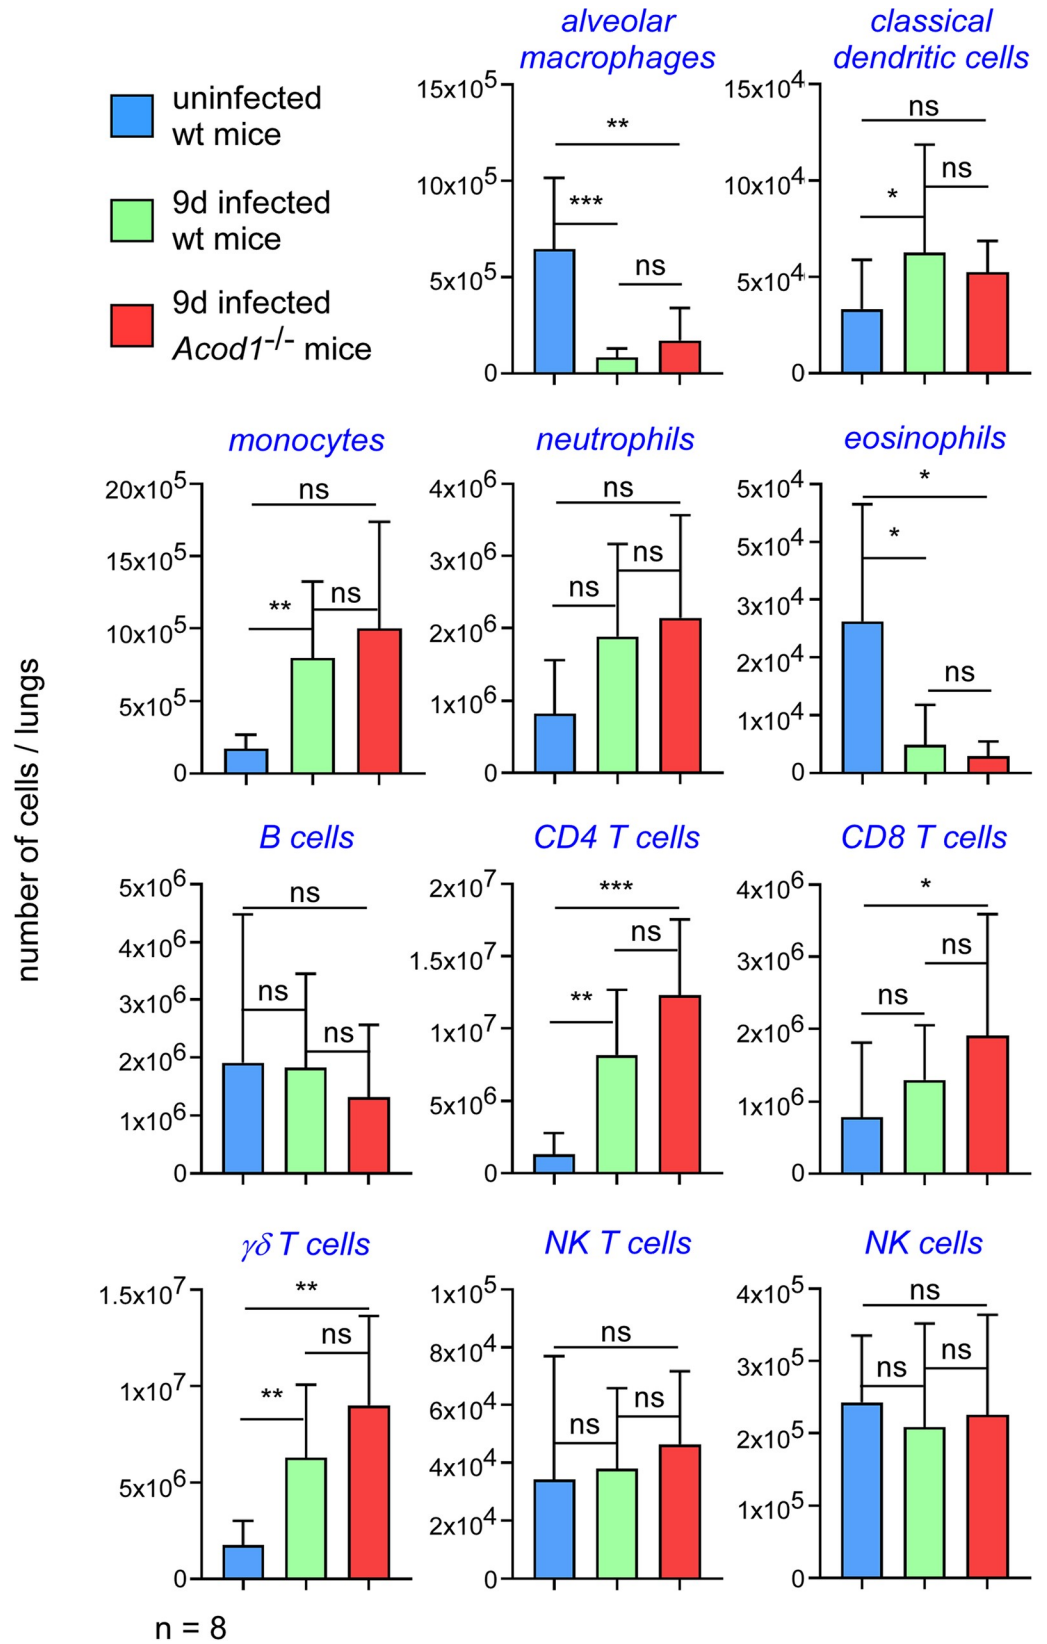 alveolar
macrophages
classical
dendritic cells
uninfected
wt mice
9d infected
wt mice
9d infected
Acod1-/- mice
15x10^5
10x10^5
5x10^5
0
**
***
ns
15x10^4
10x10^4
5x10^4
0
ns
*
ns
number of cells / lungs
monocytes
20x10^5
15x10^5
10x10^5
5x10^5
0
ns
**
ns
neutrophils
4x10^6
3x10^6
2x10^6
1x10^6
0
ns
ns
ns
eosinophils
5x10^4
5x10^4
3x10^4
2x10^4
1x10^4
0
*
*
ns
B cells
5x10^6
4x10^6
3x10^6
2x10^6
1x10^6
0
ns
ns
ns
CD4 T cells
2x10^7
1.5x10^7
1x10^7
5x10^6
0
***
**
ns
CD8 T cells
4x10^6
3x10^6
2x10^6
1x10^6
0
*
ns
ns
γδ T cells
1.5x10^7
1x10^7
5x10^6
0
**
**
ns
NK T cells
1x10^5
8x10^4
6x10^4
4x10^4
2x10^4
0
ns
ns
ns
NK cells
4x10^5
3x10^5
2x10^5
1x10^5
0
ns
ns
ns
n = 8